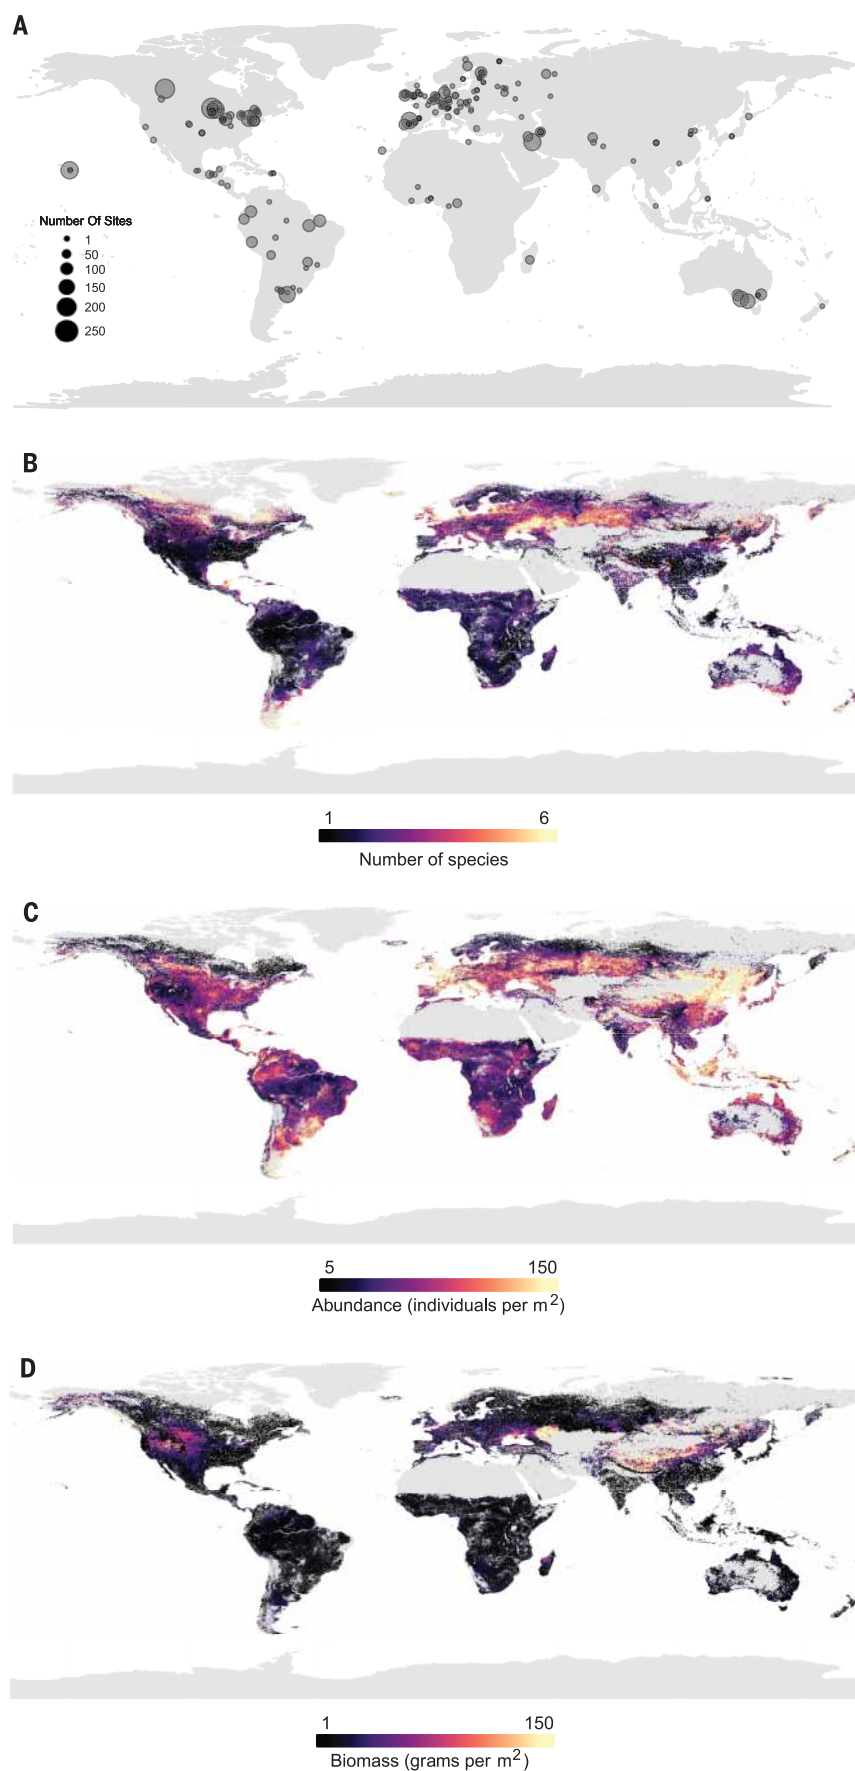 A
Number Of Sites
1
50
100
150
200
250
B
1 6
Number of species
C
5 150
Abundance (individuals per m²)
D
1 150
Biomass (grams per m²)